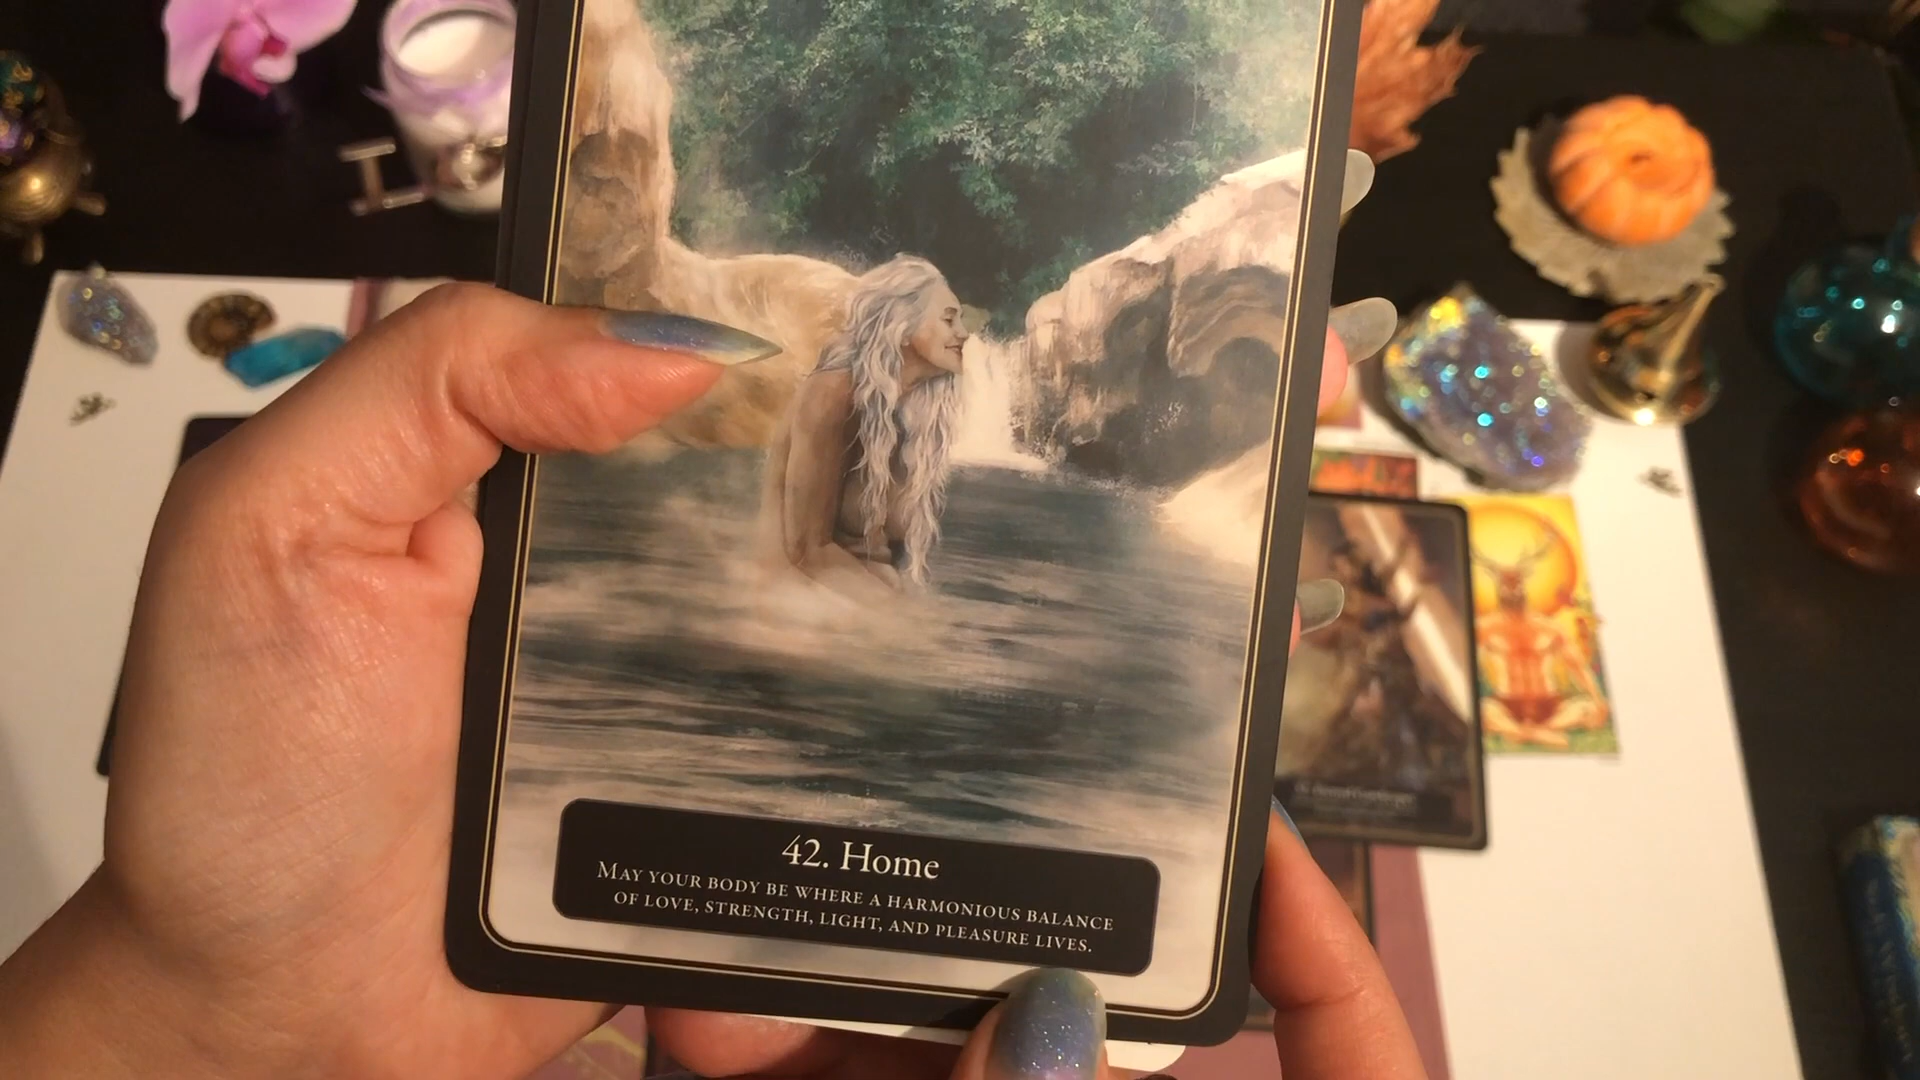 42. Home
MAY YOUR BODY BE WHERE A HARMONIOUS BALANCE
OF LOVE, STRENGTH, LIGHT, AND PLEASURE LIVES.